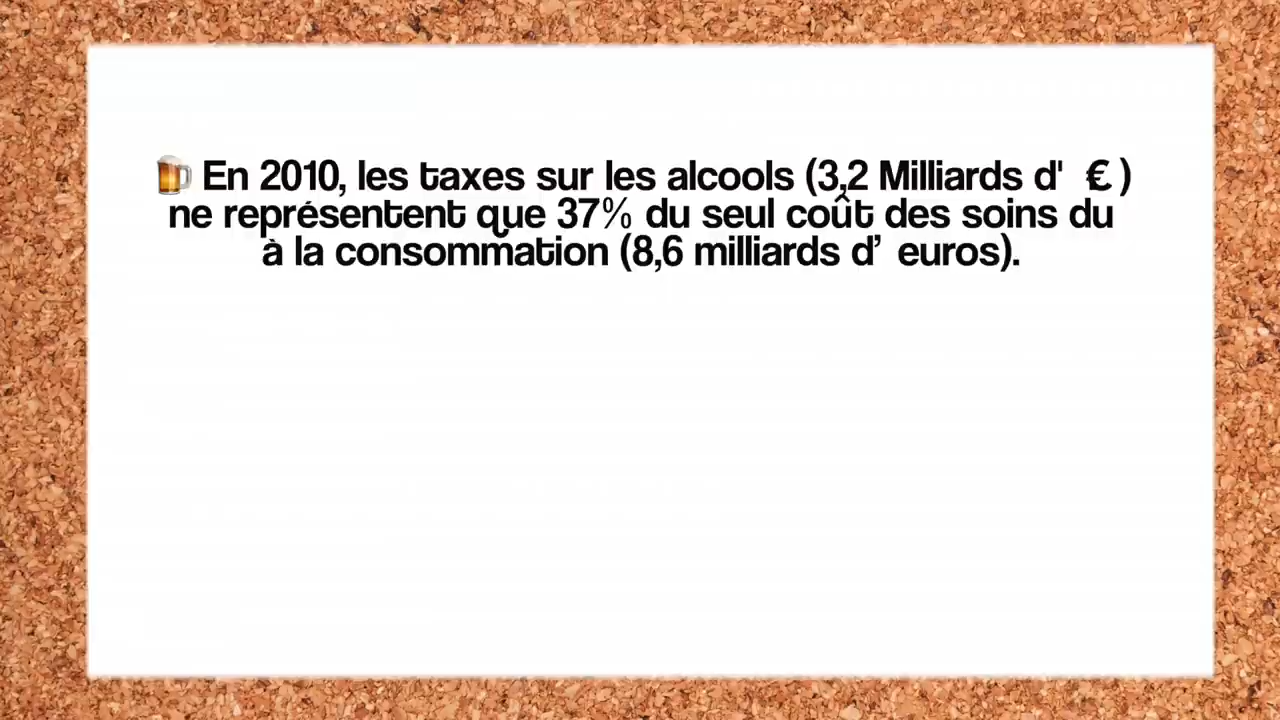 🍺 En 2010, les taxes sur les alcools (3,2 Milliards d' €)
ne représentent que 37% du seul coût des soins du
à la consommation (8,6 milliards d’ euros).